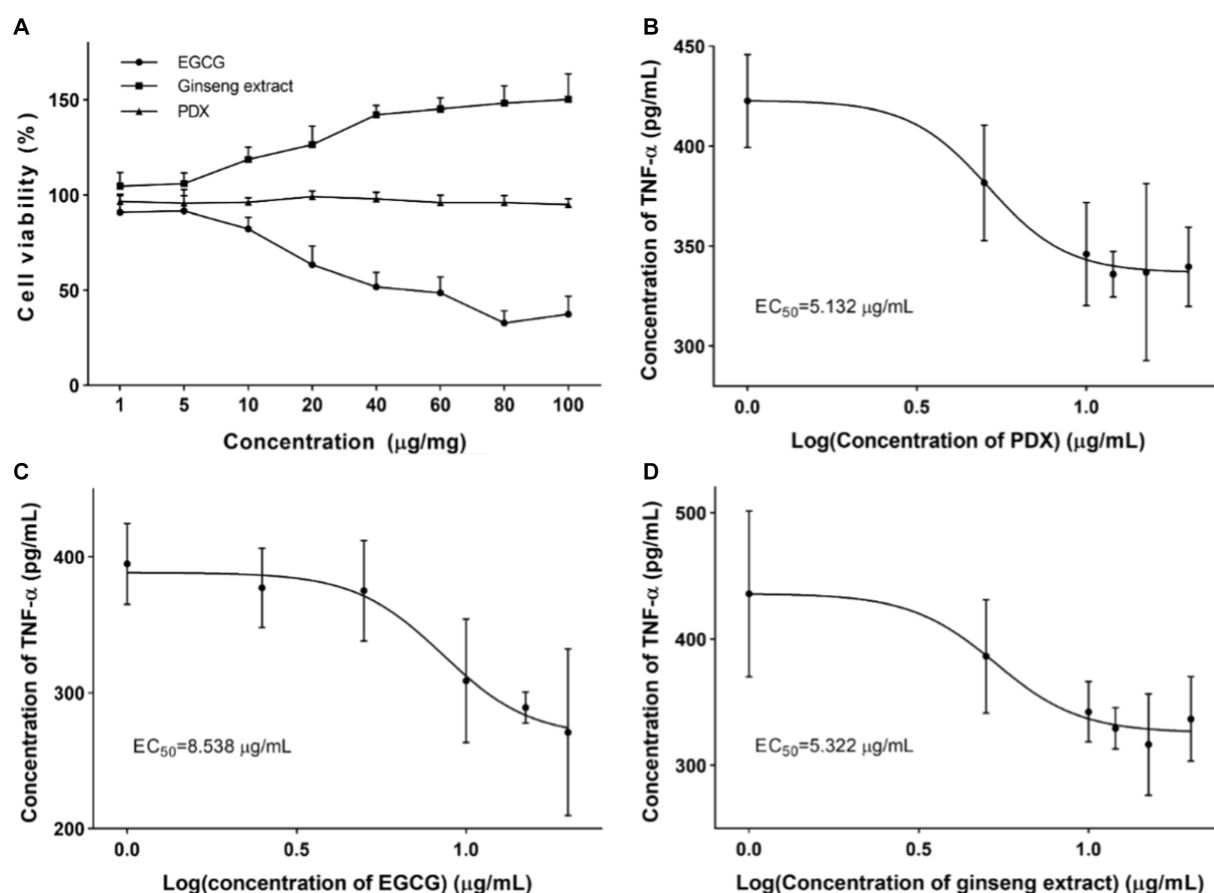 A
EGCG
Ginseng extract
PDX
150
100
50
0
Cell viability (%)
1 5 10 20 40 60 80 100
Concentration (μg/mg)
B
450
400
350
300
Concentration of TNF-α (pg/mL)
EC50=5.132 μg/mL
0.0 0.5 1.0
Log(Concentration of PDX) (μg/mL)
C
400
300
200
Concentration of TNF-α (pg/mL)
EC50=8.538 μg/mL
0.0 0.5 1.0
Log(concentration of EGCG) (μg/mL)
D
500
400
300
Concentration of TNF-α (pg/mL)
EC50=5.322 μg/mL
0.0 0.5 1.0
Log(Concentration of ginseng extract) (μg/mL)